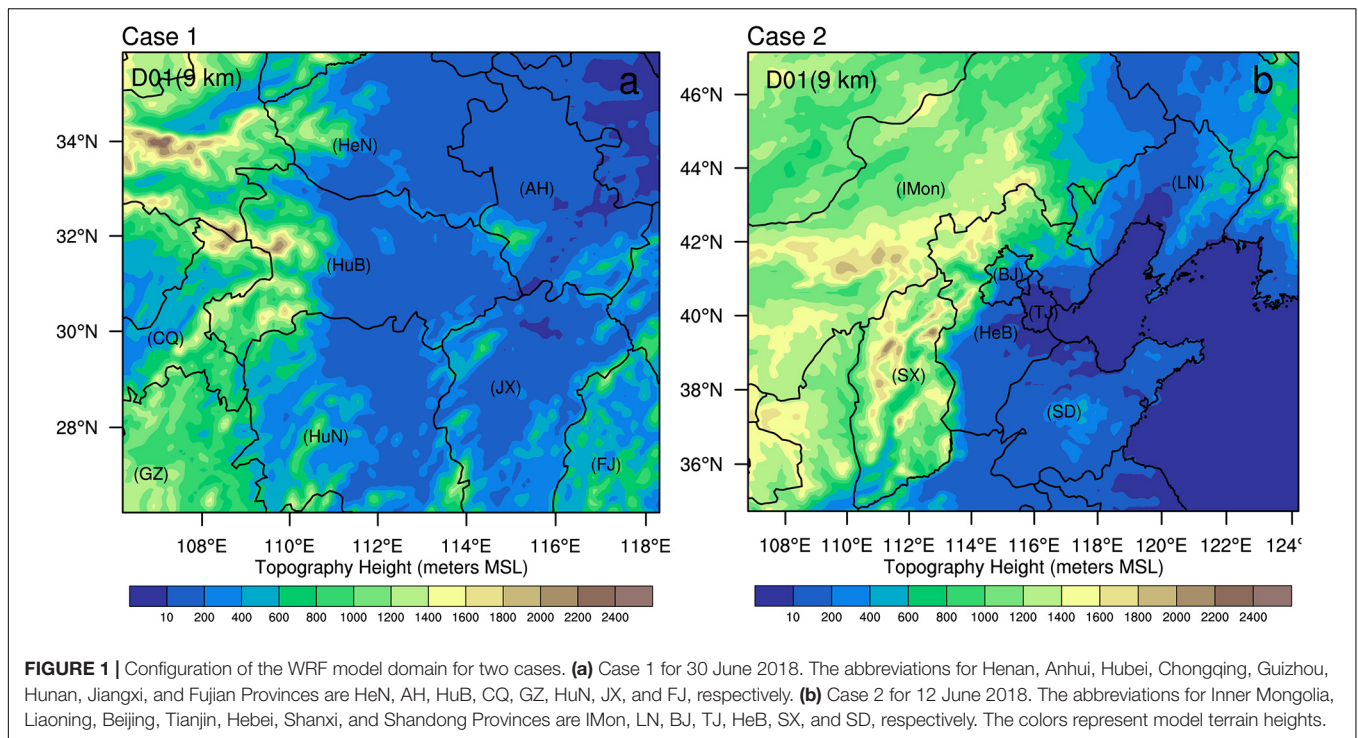 Case 1
D01(9 km)
a
34°N
32°N
30°N
28°N
(HeN)
(AH)
(HuB)
(CQ)
(JX)
(HuN)
(GZ)
(FJ)
108°E 110°E 112°E 114°E 116°E 118°E
Topography Height (meters MSL)
10 200 400 600 800 1000 1200 1400 1600 1800 2000 2200 2400
Case 2
D01(9 km)
b
46°N
44°N
42°N
40°N
38°N
36°N
(LN)
(IMon)
(BJ)
(TJ)
(HeB)
(SX)
(SD)
108°E 110°E 112°E 114°E 116°E 118°E 120°E 122°E 124°
Topography Height (meters MSL)
10 200 400 600 800 1000 1200 1400 1600 1800 2000 2200 2400
FIGURE 1 | Configuration of the WRF model domain for two cases. (a) Case 1 for 30 June 2018. The abbreviations for Henan, Anhui, Hubei, Chongqing, Guizhou,
Hunan, Jiangxi, and Fujian Provinces are HeN, AH, HuB, CQ, GZ, HuN, JX, and FJ, respectively. (b) Case 2 for 12 June 2018. The abbreviations for Inner Mongolia,
Liaoning, Beijing, Tianjin, Hebei, Shanxi, and Shandong Provinces are IMon, LN, BJ, TJ, HeB, SX, and SD, respectively. The colors represent model terrain heights.